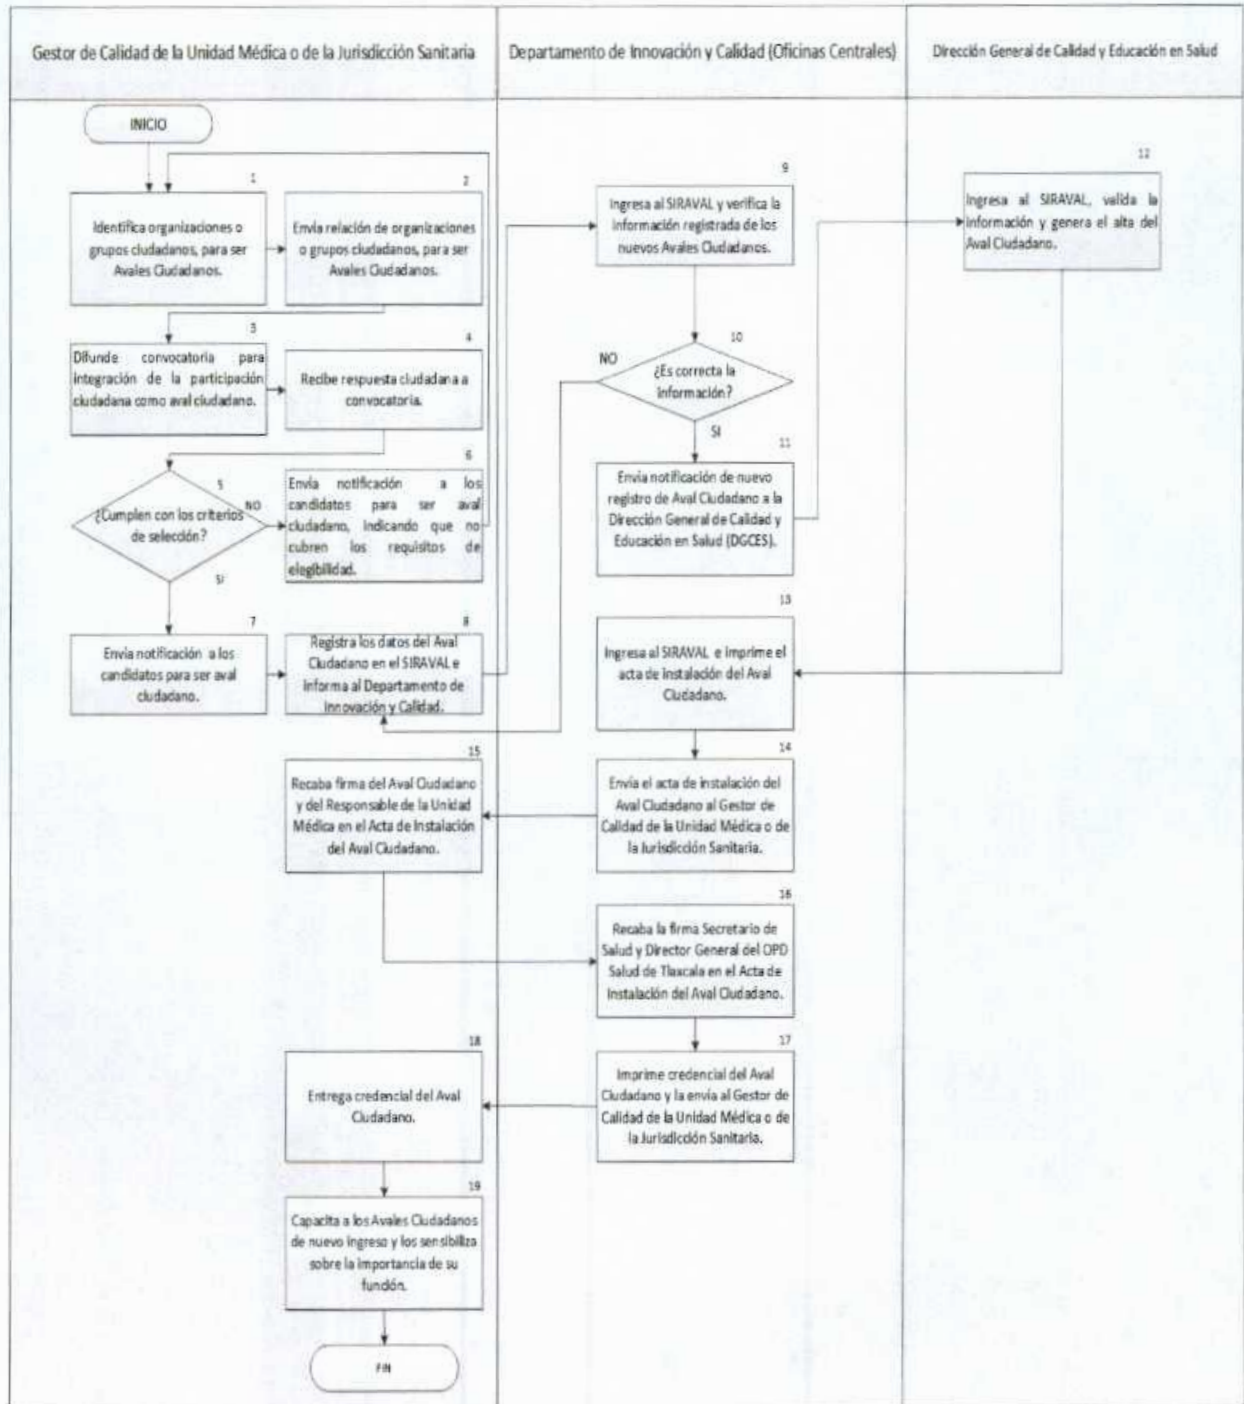 Gestor de Calidad de la Unidad Médica o de la Jurisdicción Sanitaria
Departamento de Innovación y Calidad (Oficinas Centrales)
Dirección General de Calidad y Educación en Salud
INICIO
1
Identifica organizaciones o
grupos ciudadanos, para ser
Avales Ciudadanos.
2
Envía relación de organizaciones
o grupos ciudadanos, para ser
Avales Ciudadanos.
3
Difunde convocatoria para
integración de la participación
ciudadana como aval ciudadano.
4
Recibe respuesta ciudadana a
convocatoria.
5
¿Cumplen con los criterios
de selección?
NO
SI
6
Envía notificación a los
candidatos para ser aval
ciudadano, indicando que no
cubren los requisitos de
elegibilidad.
7
Envía notificación a los
candidatos para ser aval
ciudadano.
8
Registra los datos del Aval
Ciudadano en el SIRAVAL e
informa al Departamento de
Innovación y Calidad.
9
Ingresa al SIRAVAL y verifica la
información registrada de los
nuevos Avales Ciudadanos.
10
¿Es correcta la
información?
NO
SI
11
Envía notificación de nuevo
registro de Aval Ciudadano a la
Dirección General de Calidad y
Educación en Salud (DGCES).
12
Ingresa al SIRAVAL, valida la
información y genera el alta del
Aval Ciudadano.
13
Ingresa al SIRAVAL e imprime el
acta de instalación del Aval
Ciudadano.
14
Envía el acta de instalación del
Aval Ciudadano al Gestor de
Calidad de la Unidad Médica o de
la Jurisdicción Sanitaria.
15
Recaba firma del Aval Ciudadano
y del Responsable de la Unidad
Médica en el Acta de Instalación
del Aval Ciudadano.
16
Recaba la firma Secretario de
Salud y Director General del OPD
Salud de Tlaxcala en el Acta de
Instalación del Aval Ciudadano.
17
Imprime credencial del Aval
Ciudadano y la envía al Gestor de
Calidad de la Unidad Médica o de
la Jurisdicción Sanitaria.
18
Entrega credencial del Aval
Ciudadano.
19
Capacita a los Avales Ciudadanos
de nuevo ingreso y los sensibiliza
sobre la importancia de su
función.
FIN